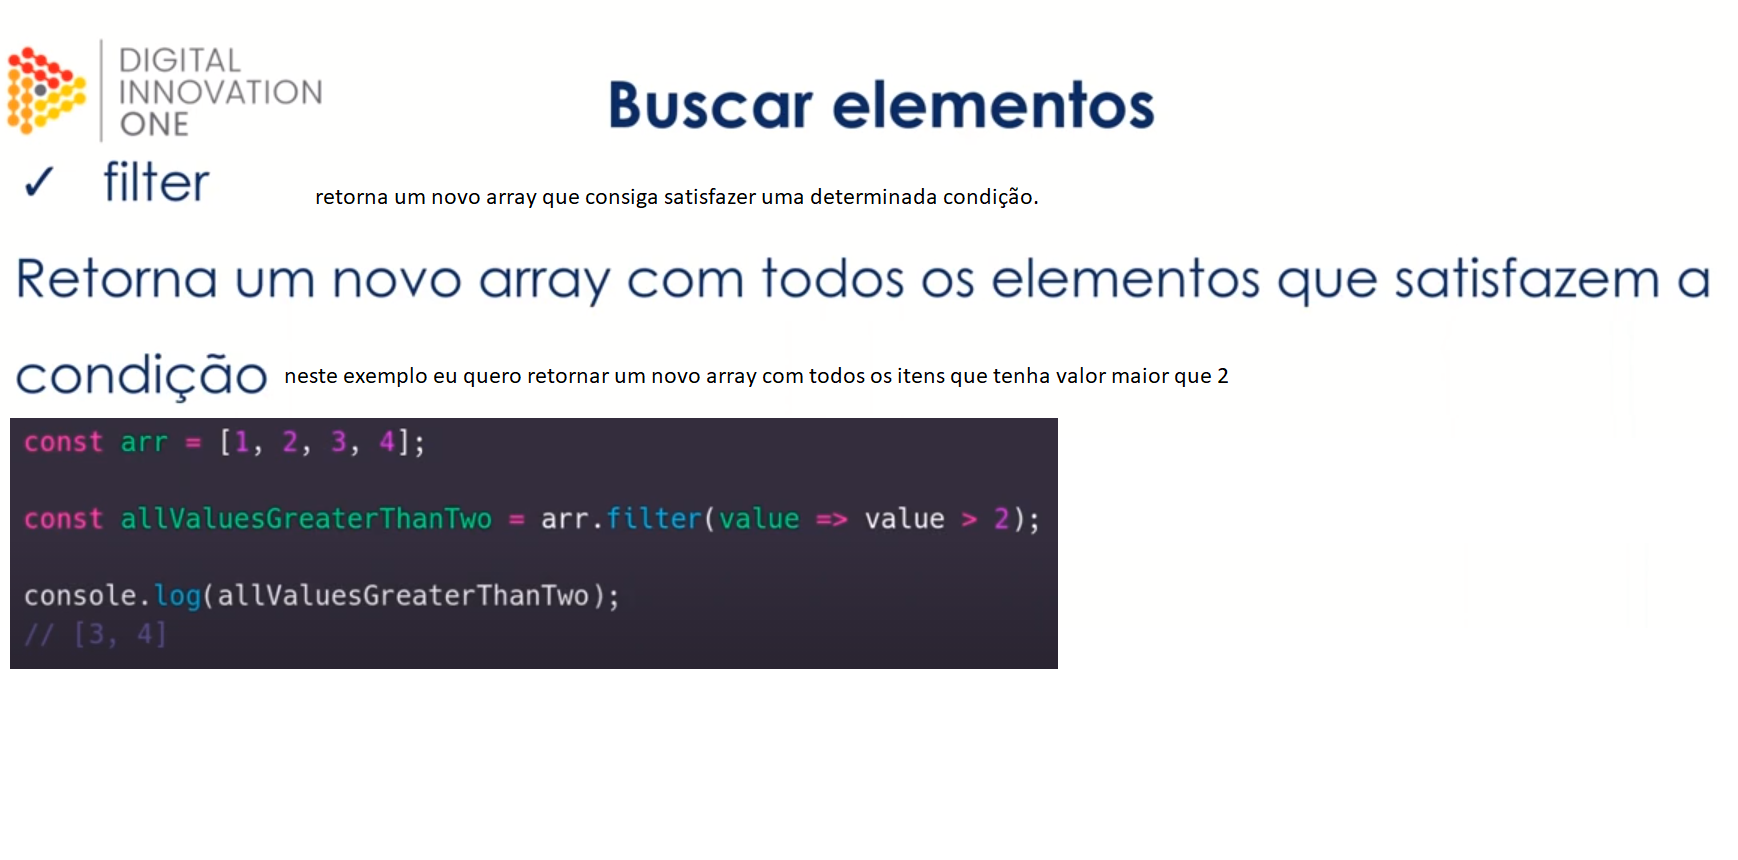 DIGITAL
INNOVATION
ONE
Buscar elementos
✓ filter
retorna um novo array que consiga satisfazer uma determinada condição.
Retorna um novo array com todos os elementos que satisfazem a
condição
neste exemplo eu quero retornar um novo array com todos os itens que tenha valor maior que 2
const arr = [1, 2, 3, 4];
const allValuesGreaterThanTwo = arr.filter(value => value > 2);
console.log(allValuesGreaterThanTwo);
// [3, 4]